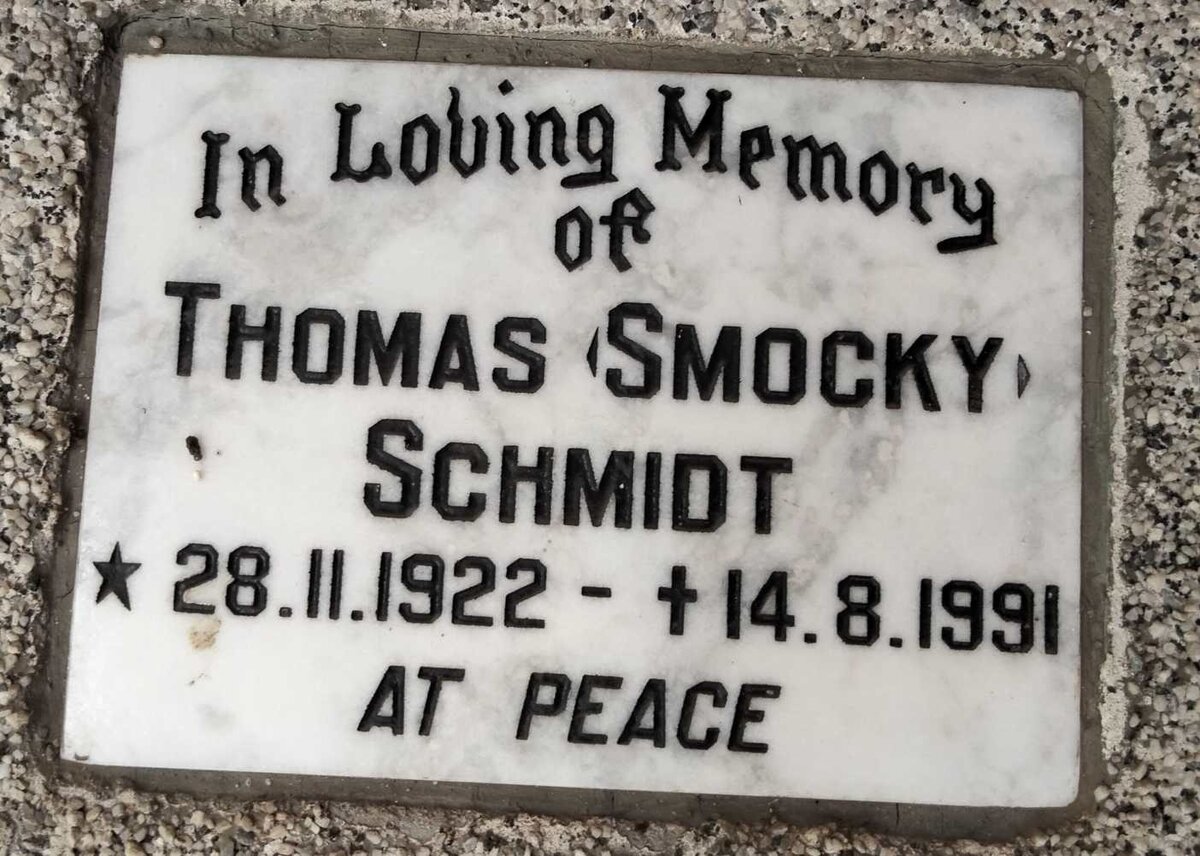 In Loving Memory
of
THOMAS (SMOCKY)
SCHMIDT
★ 28.11.1922 - ✝14.8.1991
AT PEACE